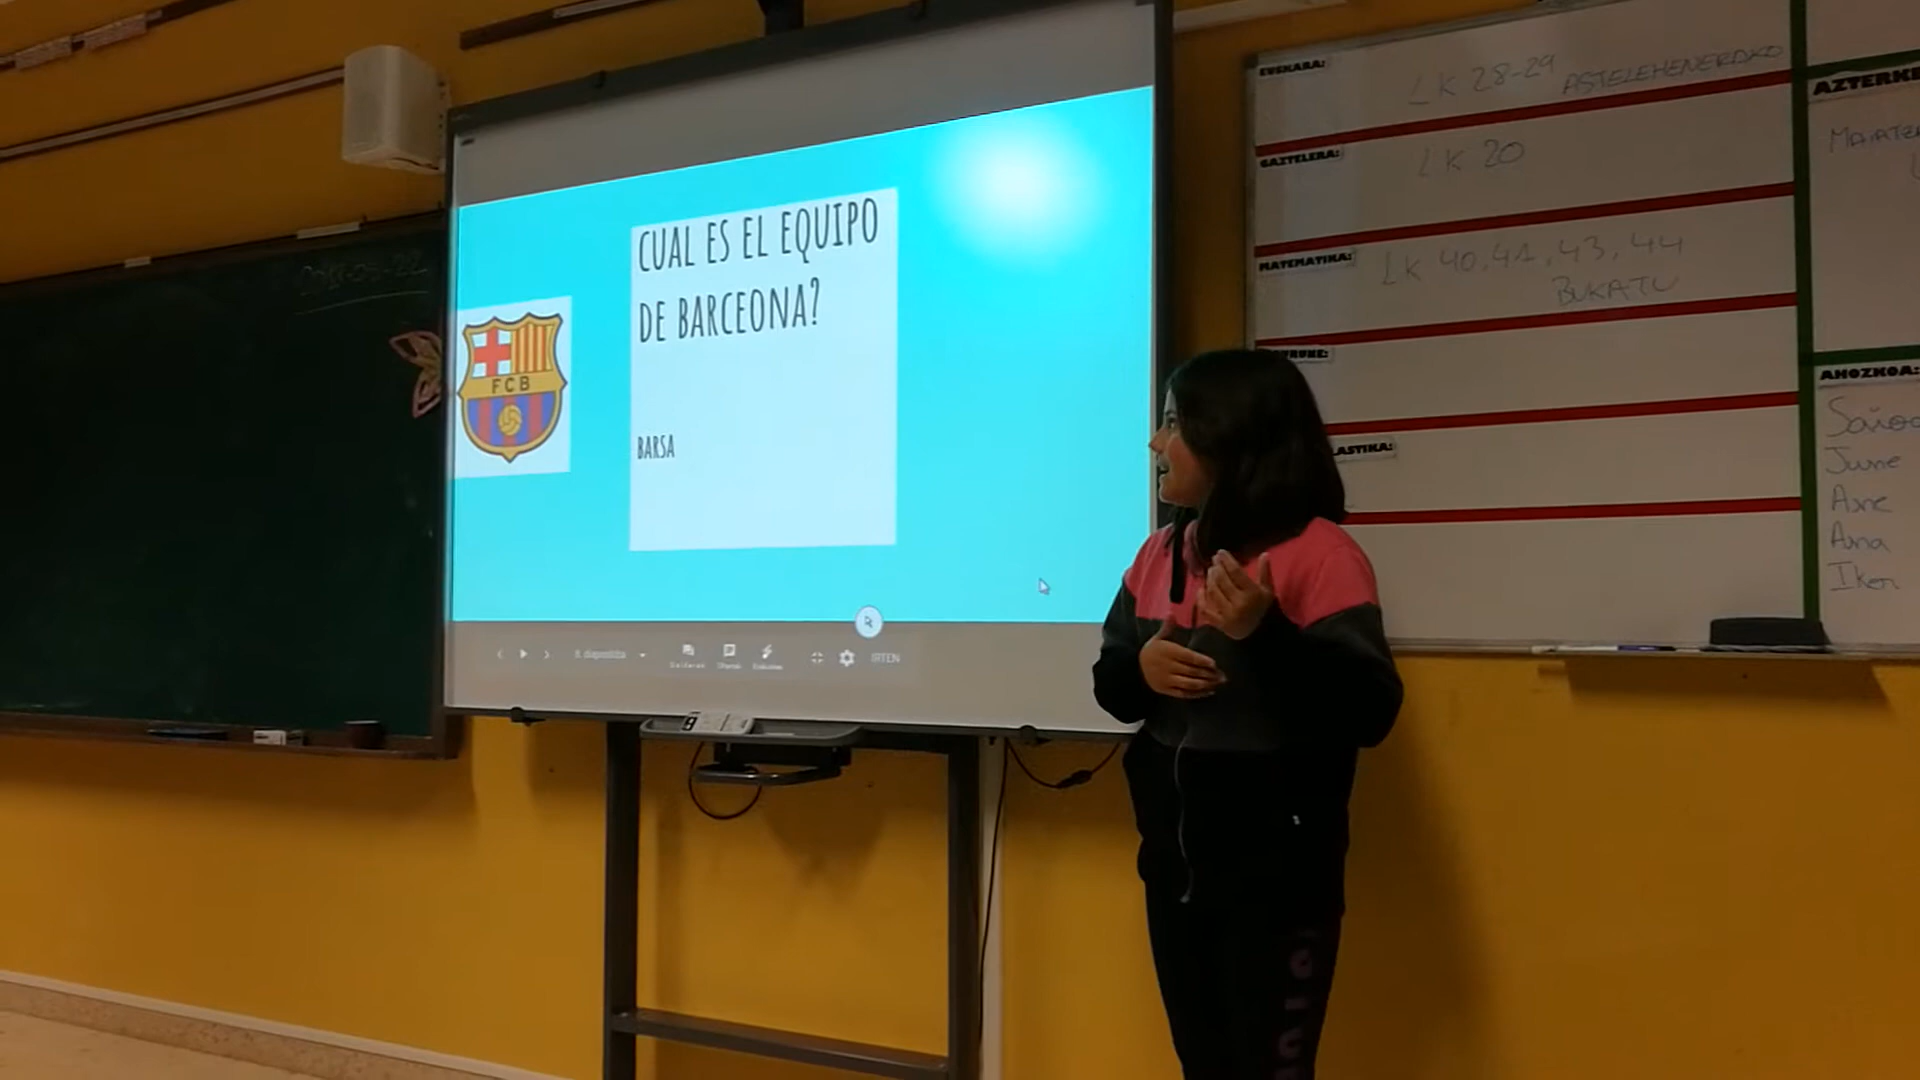 CUAL ES EL EQUIPO
DE BARCEONA?
BARSA
FCB
IRTEN
EUSKARA:
LK 28-29 ASTELEHENERAKO
GAZTELERA:
LK 20
MATEMATIKA:
LK 40, 41, 43, 44
BUKATU
LASTIKA:
AHOZKOA:
June
Ane
Ana
Iker